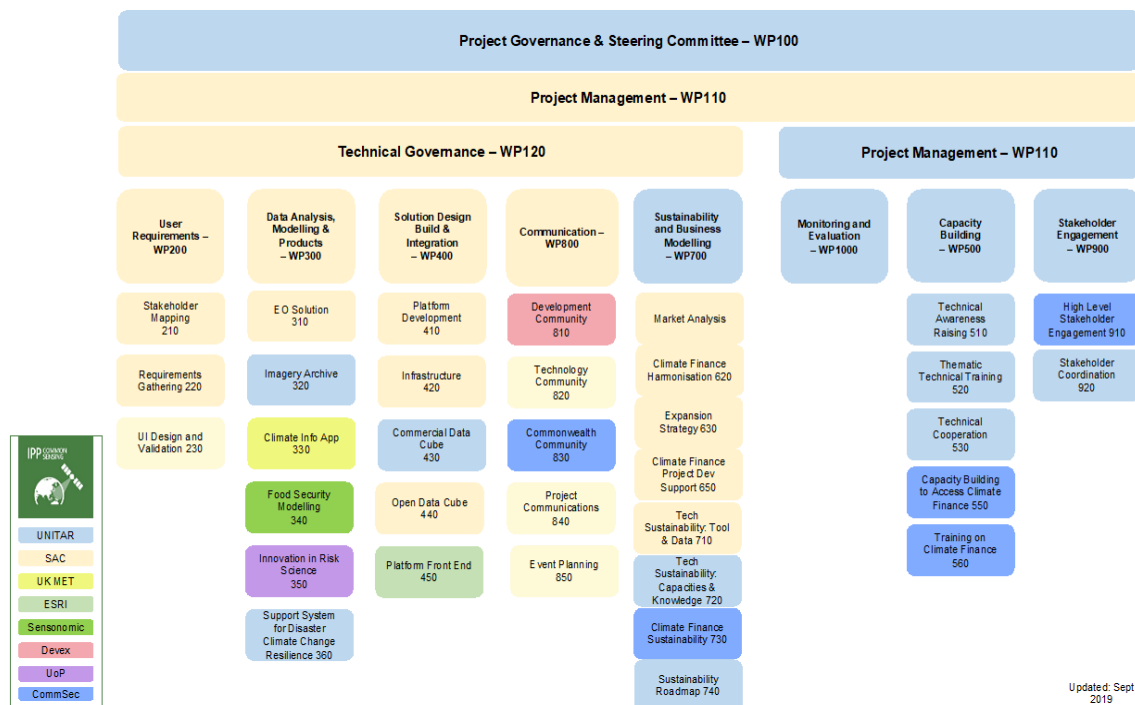 Project Governance & Steering Committee – WP100
Project Management – WP110
Technical Governance – WP120
Project Management – WP110
User
Requirements –
WP200
Data Analysis,
Modelling &
Products
– WP300
Solution Design
Build &
Integration
– WP400
Communication –
WP800
Sustainability
and Business
Modelling –
WP700
Monitoring and
Evaluation – WP1000
Capacity
Building –
WP500
Stakeholder
Engagement
– WP900
Stakeholder
Mapping
210
Requirements
Gathering 220
UI Design and
Validation 230
EO Solution
310
Imagery Archive
320
Climate Info App
330
Food Security
Modelling
340
Innovation in Risk
Science
350
Support System
for Disaster
Climate Change
Resilience 360
Platform
Development
410
Infrastructure
420
Commercial Data
Cube
430
Open Data Cube
440
Platform Front End
450
Development
Community
810
Technology
Community
820
Commonwealth
Community
830
Project
Communications
840
Event Planning
850
Market Analysis
Climate Finance
Harmonisation 620
Expansion
Strategy 630
Climate Finance
Project Dev
Support 650
Tech
Sustainability: Tool
& Data 710
Tech
Sustainability:
Capacities &
Knowledge 720
Climate Finance
Sustainability 730
Sustainability
Roadmap 740
Technical
Awareness
Raising 510
Thematic
Technical Training
520
Technical
Cooperation
530
Capacity Building
to Access Climate
Finance 550
Training on
Climate Finance
560
High Level
Stakeholder
Engagement 910
Stakeholder
Coordination
920
IPP COMMON
SENSING
UNITAR
SAC
UK MET
ESRI
Sensonomic
Devex
UoP
CommSec
Updated: Sept
2019